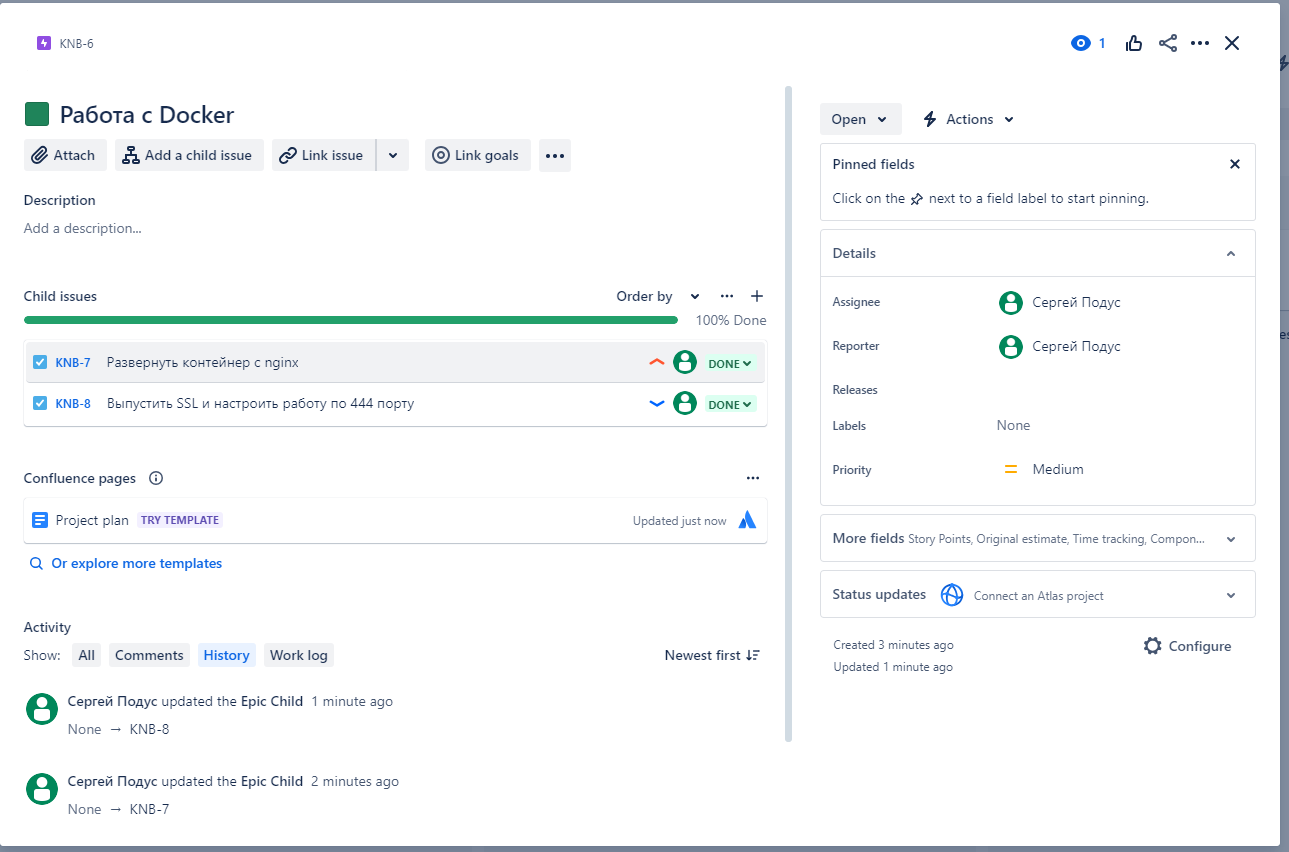 KNB-6
1
Работа с Docker
Attach
Add a child issue
Link issue
Link goals
Description
Add a description...
Child issues
Order by
100% Done
KNB-7 Развернуть контейнер с nginx DONE
KNB-8 Выпустить SSL и настроить работу по 444 порту DONE
Confluence pages
Project plan TRY TEMPLATE Updated just now
Or explore more templates
Activity
Show: All Comments History Work log Newest first
Сергей Подус updated the Epic Child 1 minute ago
None → KNB-8
Сергей Подус updated the Epic Child 2 minutes ago
None → KNB-7
Open Actions
Pinned fields
Click on the next to a field label to start pinning.
Details
Assignee Сергей Подус
Reporter Сергей Подус
Releases
Labels None
Priority Medium
More fields Story Points, Original estimate, Time tracking, Compon...
Status updates Connect an Atlas project
Created 3 minutes ago
Configure
Updated 1 minute ago